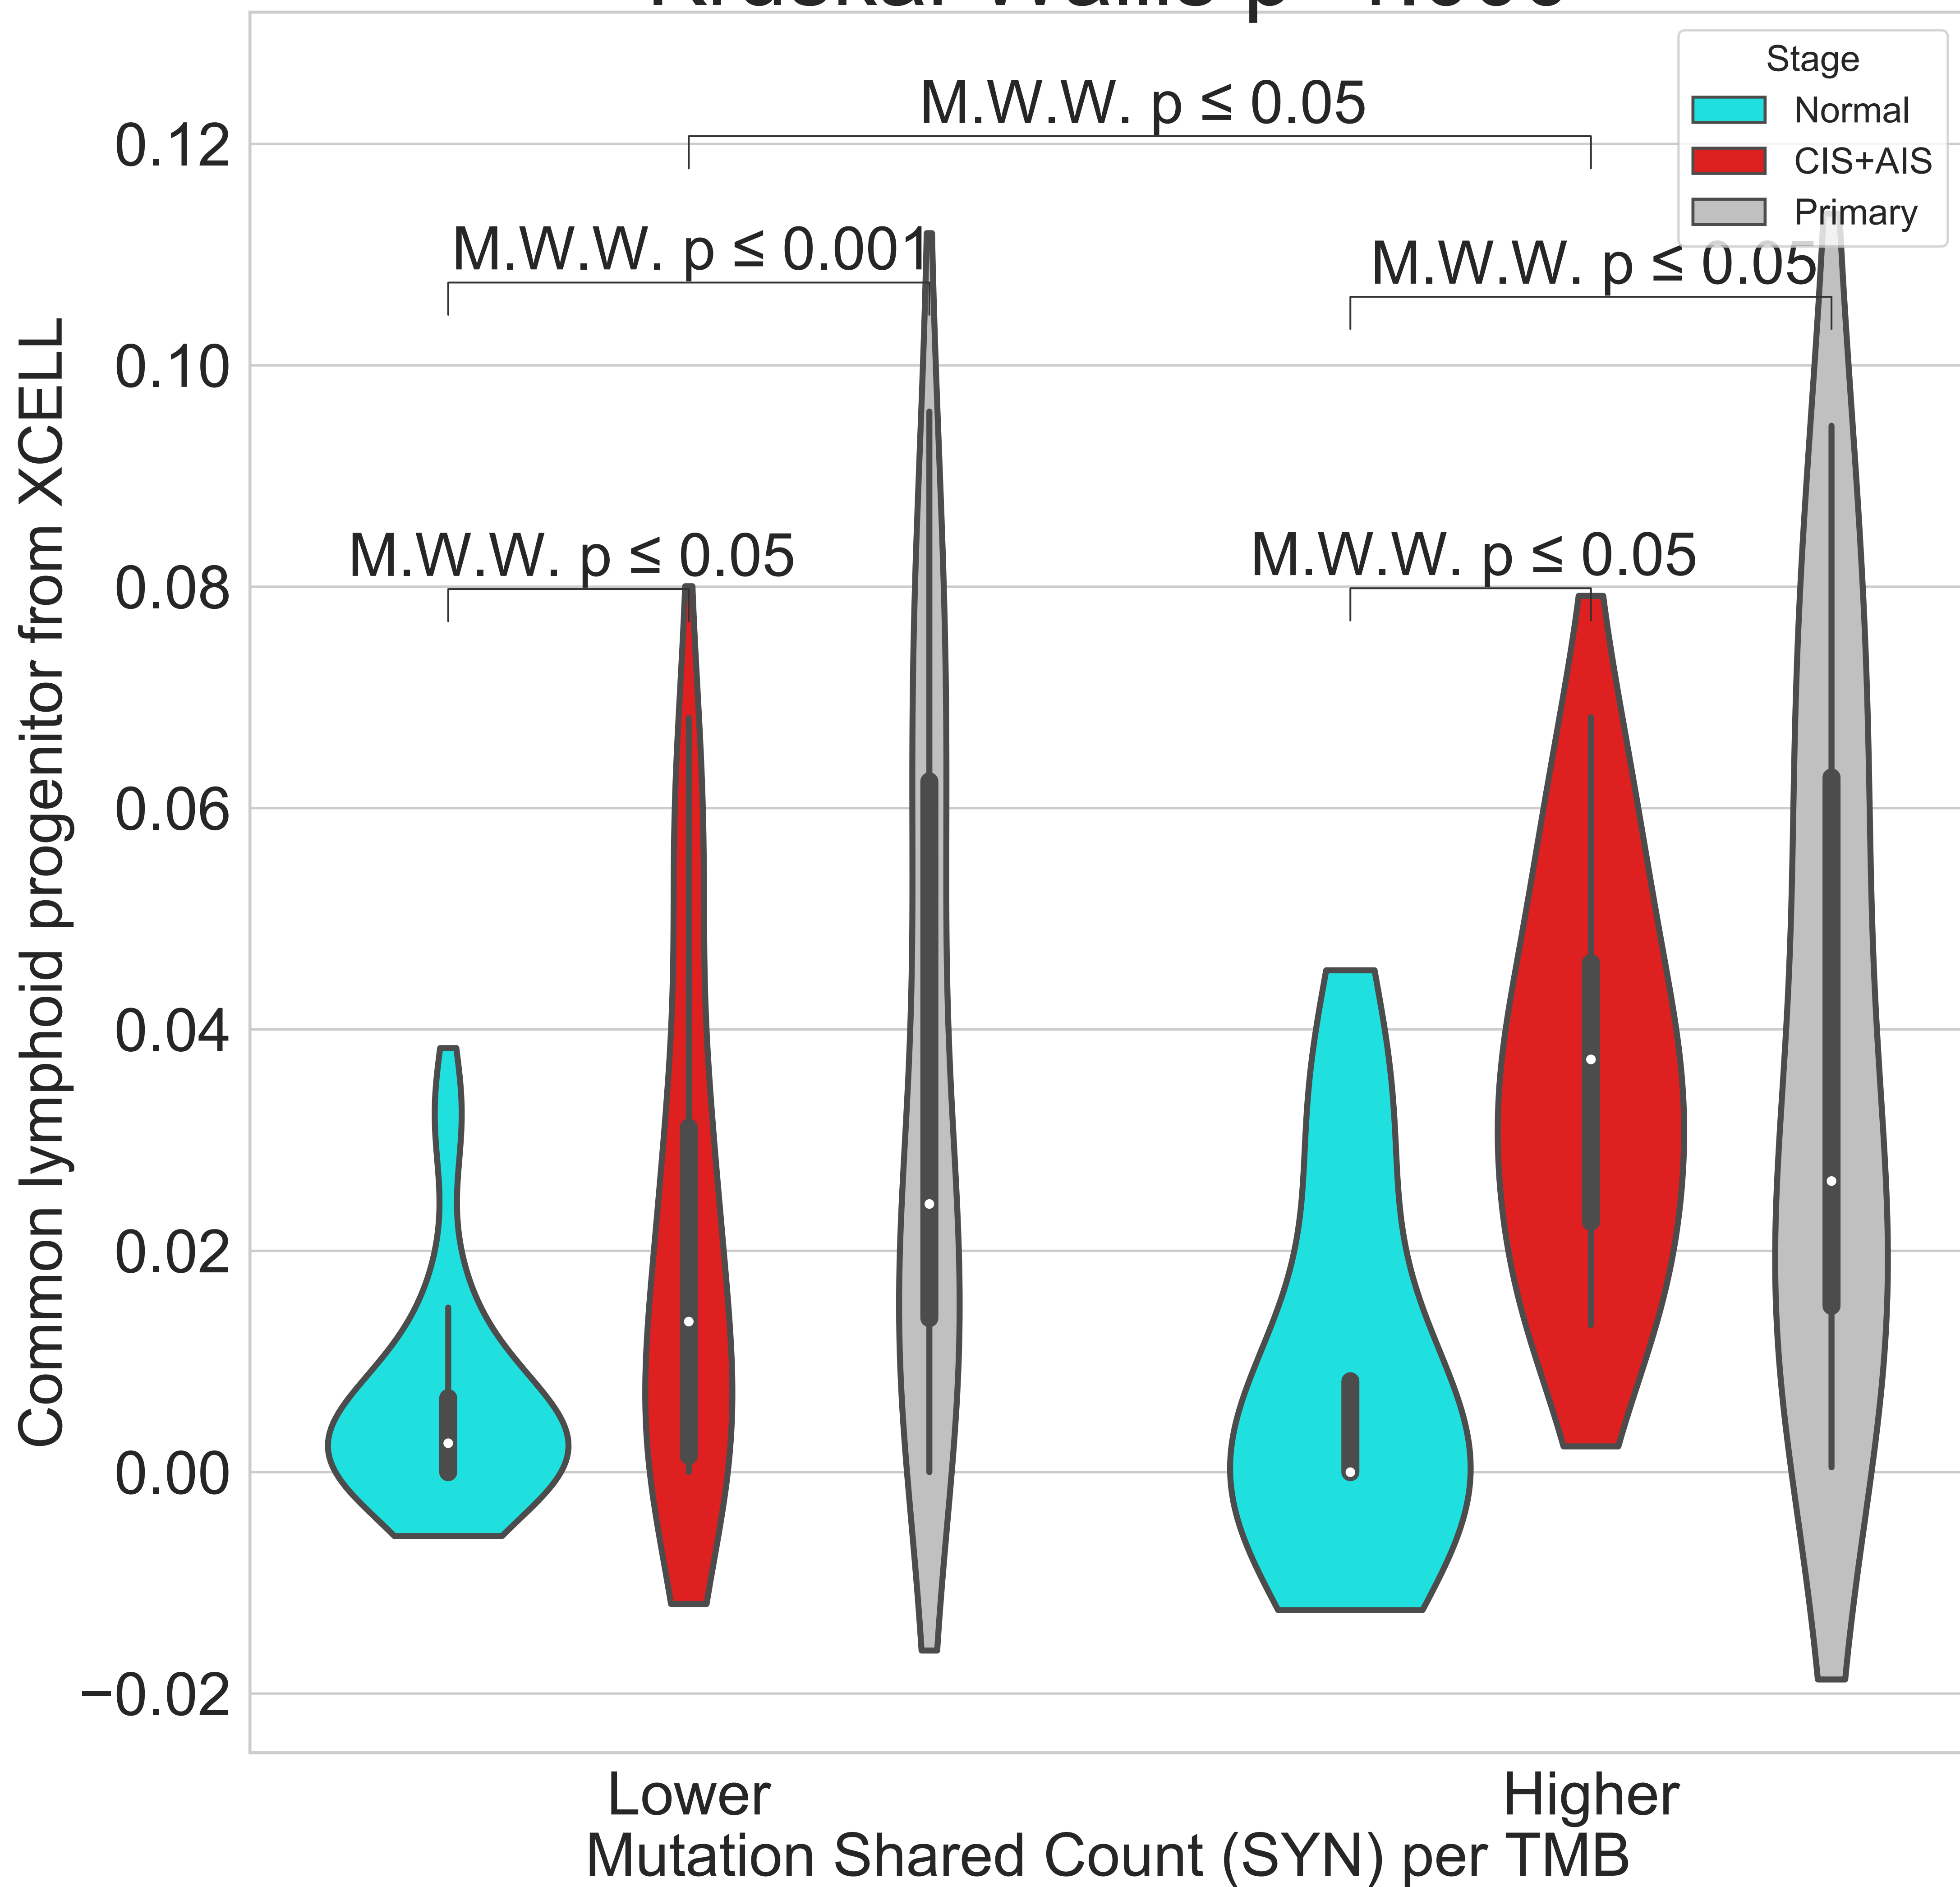 Stage
Normal
CIS+AIS
Primary
M.W.W. p ≤ 0.05
M.W.W. p ≤ 0.001
M.W.W. p ≤ 0.05
M.W.W. p ≤ 0.05
M.W.W. p ≤ 0.05
Common lymphoid progenitor from XCELL
0.12
0.10
0.08
0.06
0.04
0.02
0.00
−0.02
Lower
Higher
Mutation Shared Count (SYN) per TMB